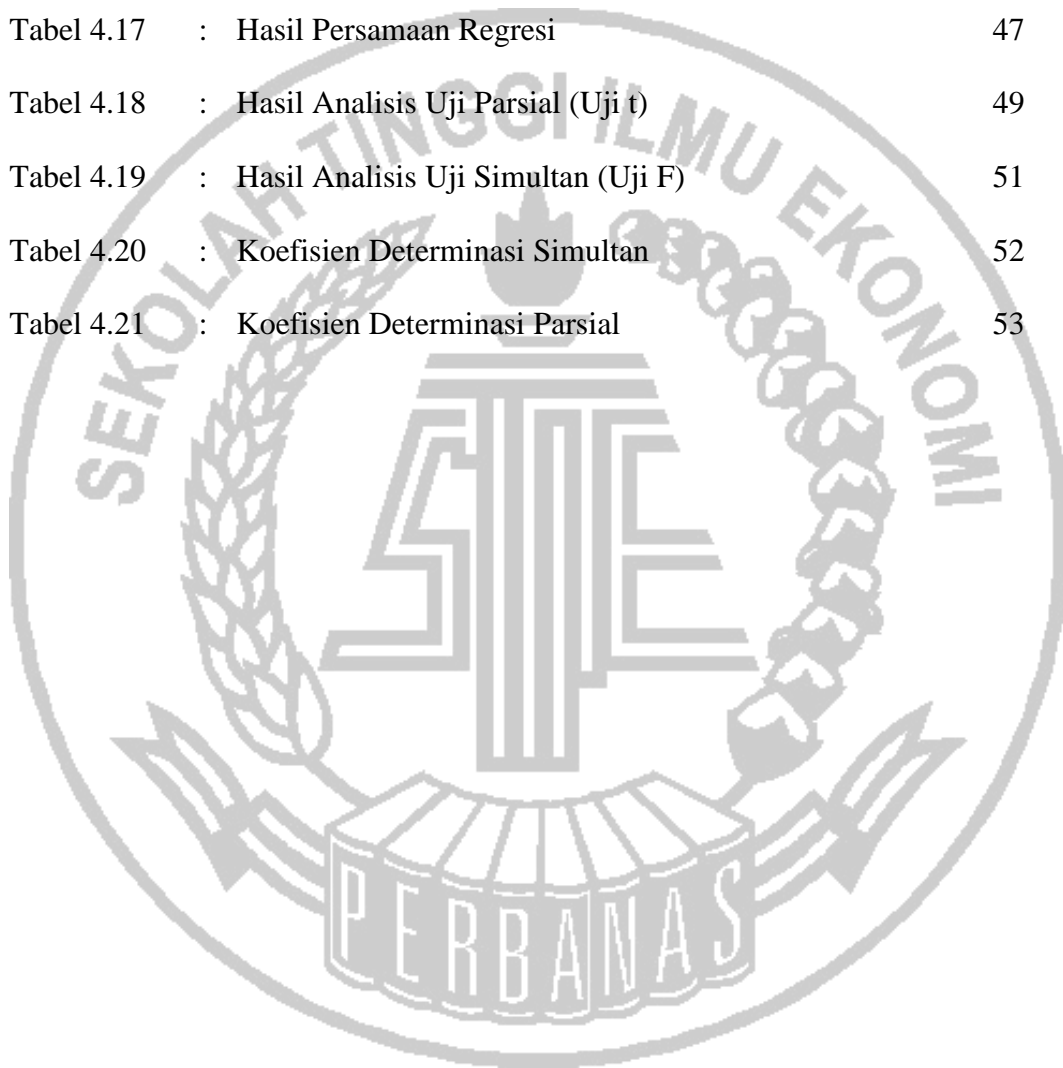 Tabel 4.17 : Hasil Persamaan Regresi 47
Tabel 4.18 : Hasil Analisis Uji Parsial (Uji t) 49
Tabel 4.19 : Hasil Analisis Uji Simultan (Uji F) 51
Tabel 4.20 : Koefisien Determinasi Simultan 52
Tabel 4.21 : Koefisien Determinasi Parsial 53
SEKOLAH TINGGI ILMU EKONOMI
STIE
PERBANAS